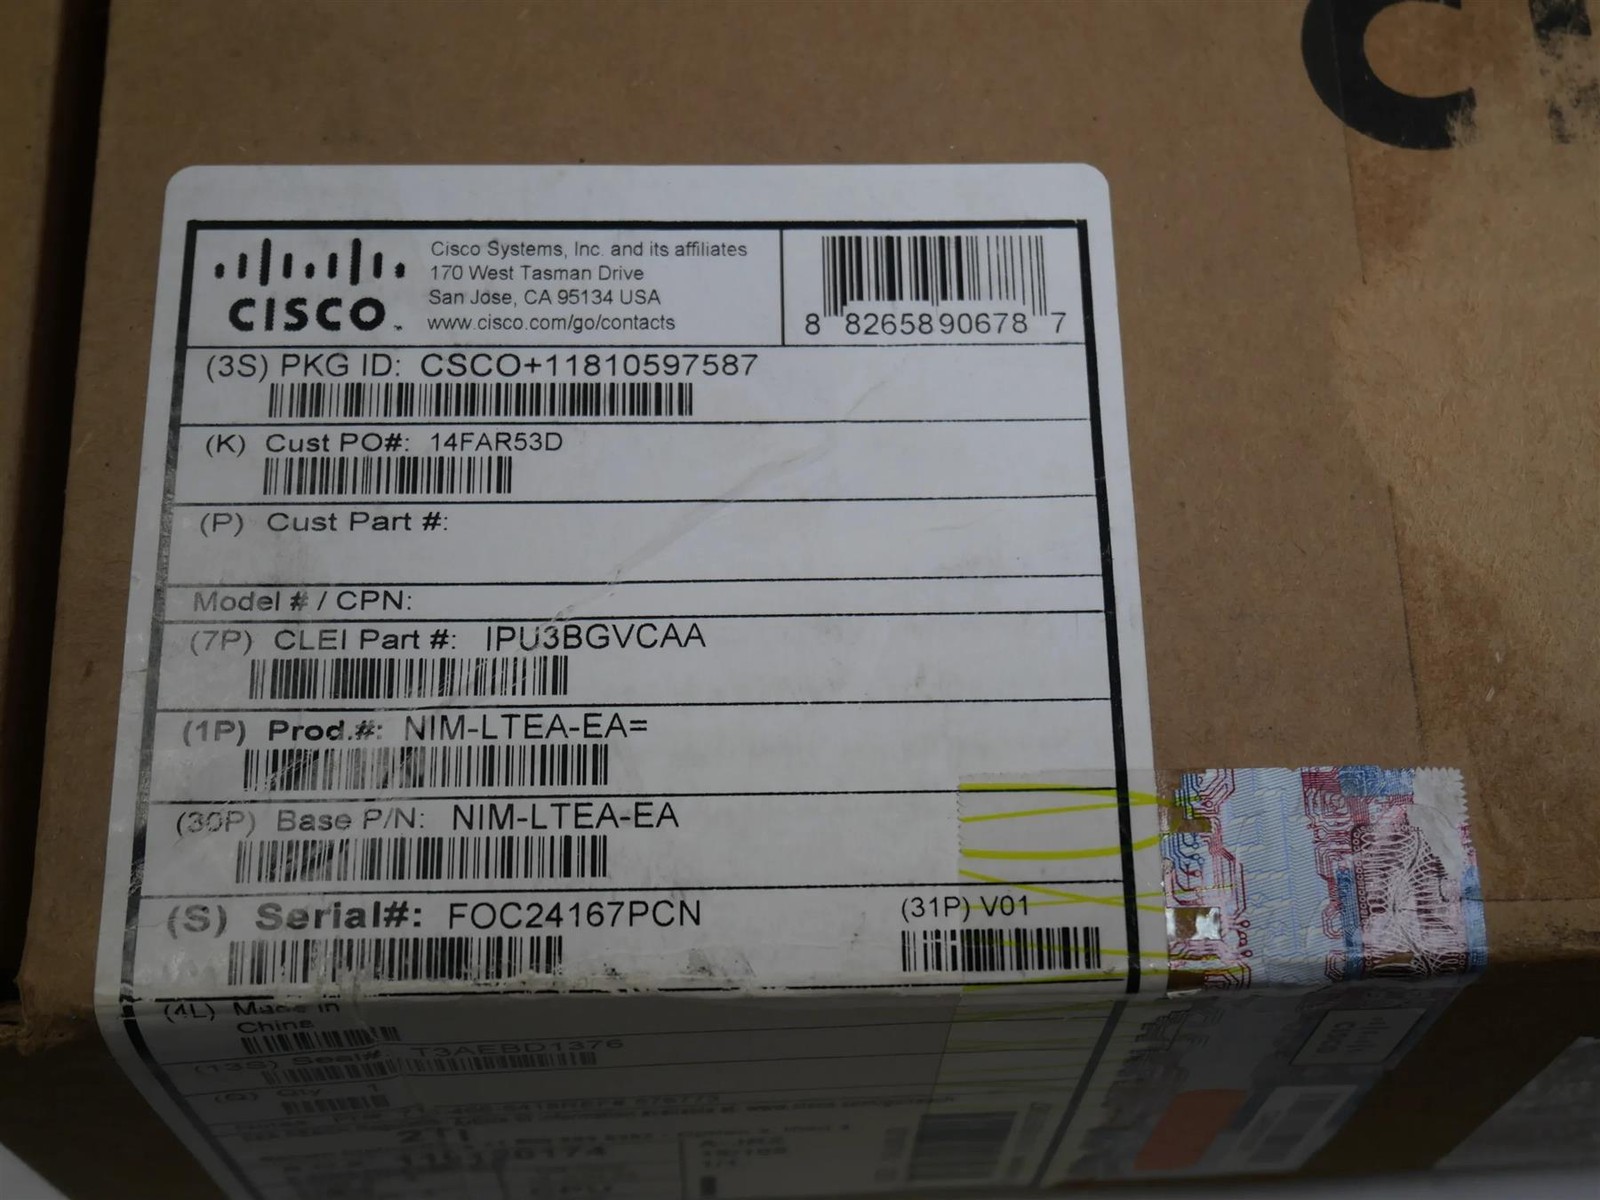 CISCO
Cisco Systems, Inc. and its affiliates
170 West Tasman Drive
San Jose, CA 95134 USA
www.cisco.com/go/contacts
8 8265890678 7
(3S) PKG ID: CSCO+11810597587
(K) Cust PO#: 14FAR53D
(P) Cust Part #:
Model # / CPN:
(7P) CLEI Part #: IPU3BGVCAA
(1P) Prod.#: NIM-LTEA-EA=
(30P) Base P/N: NIM-LTEA-EA
(S) Serial#: FOC24167PCN (31P) V01
(4L) Made in
China
(13S) Seal#: T3AEBD1376
(Q) Qty 1
CISCO